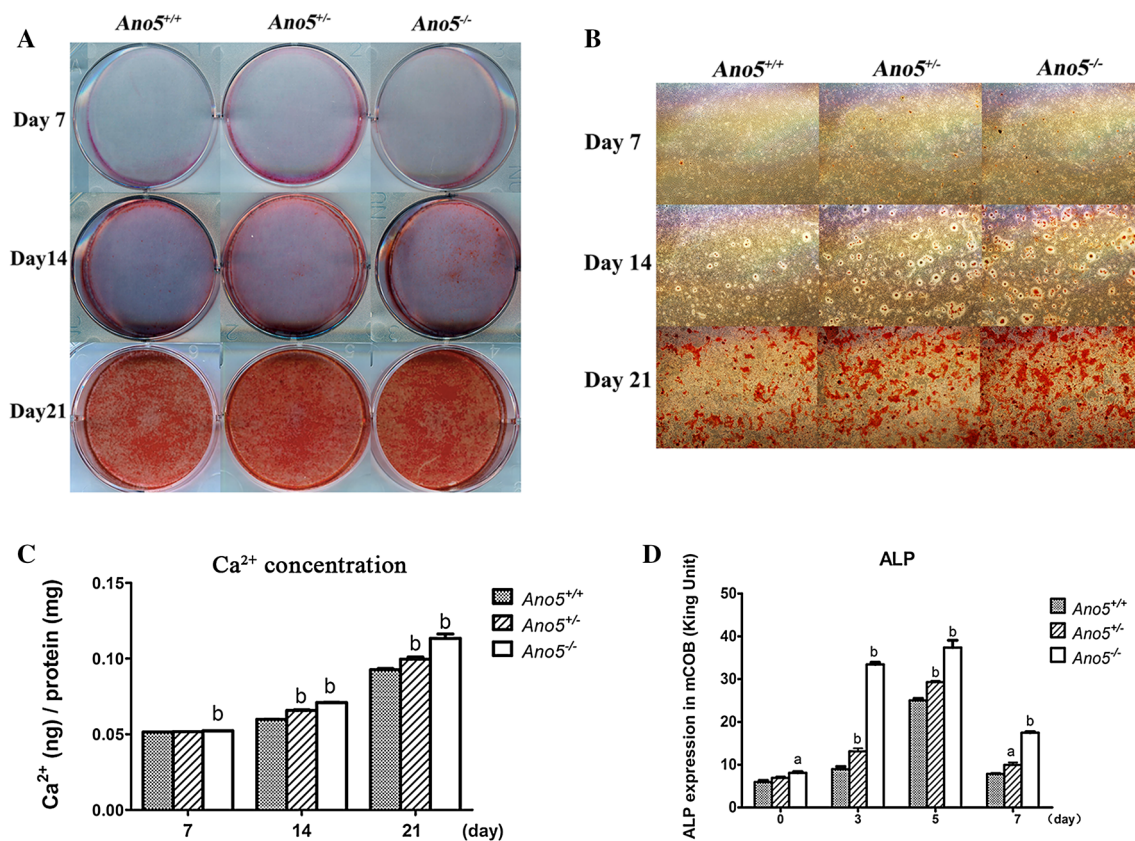 A
Ano5+/+ Ano5+/- Ano5-/-
Day 7
Day14
Day21
B
Ano5+/+ Ano5+/- Ano5-/-
Day 7
Day 14
Day 21
C
Ca2+ concentration
Ca2+ (ng) / protein (mg)
0.15
0.10
0.05
0.00
b
b b
b b
7 14 21 (day)
Ano5+/+
Ano5+/-
Ano5-/-
D
ALP
ALP expression in mCOB (King Unit)
50
40
30
20
10
0
a
b b
b b
a b
0 3 5 7 (day)
Ano5+/+
Ano5+/-
Ano5-/-